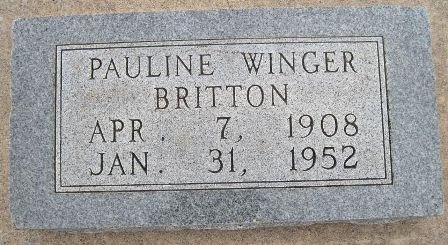 PAULINE WINGER
BRITTON
APR. 7, 1908
JAN. 31, 1952